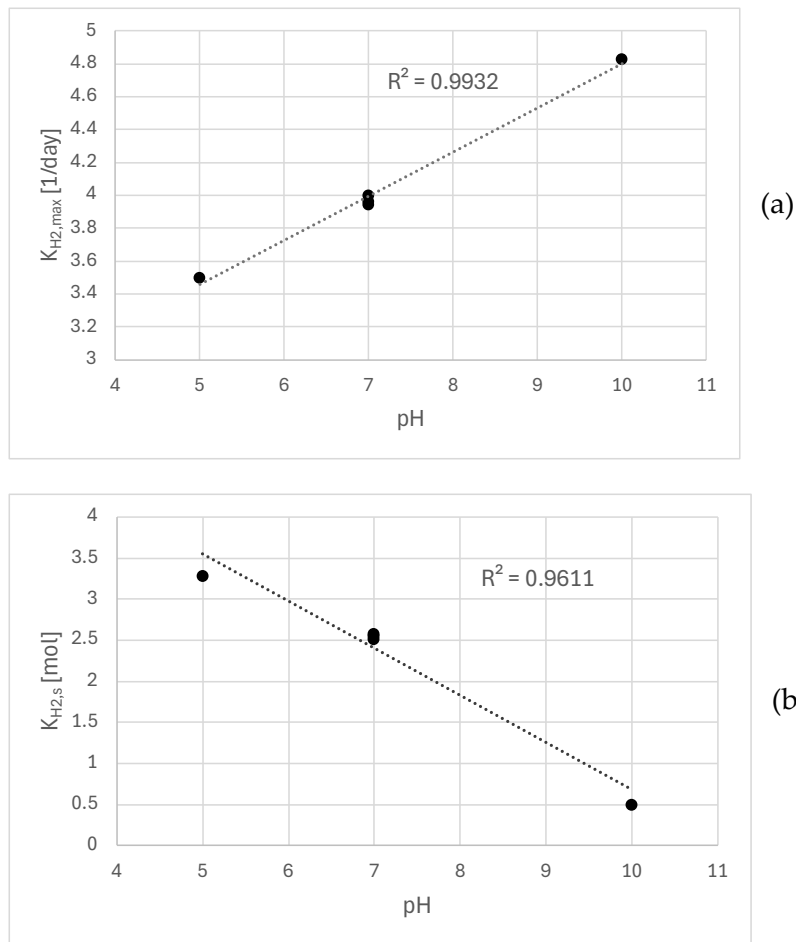 5
4.8
4.6
4.4
4.2
4
3.8
3.6
3.4
3.2
3
K_H2,max [1/day]
R² = 0.9932
4 5 6 7 8 9 10 11
pH
(a)
4
3.5
3
2.5
2
1.5
1
0.5
0
K_H2,s [mol]
R² = 0.9611
4 5 6 7 8 9 10 11
pH
(b